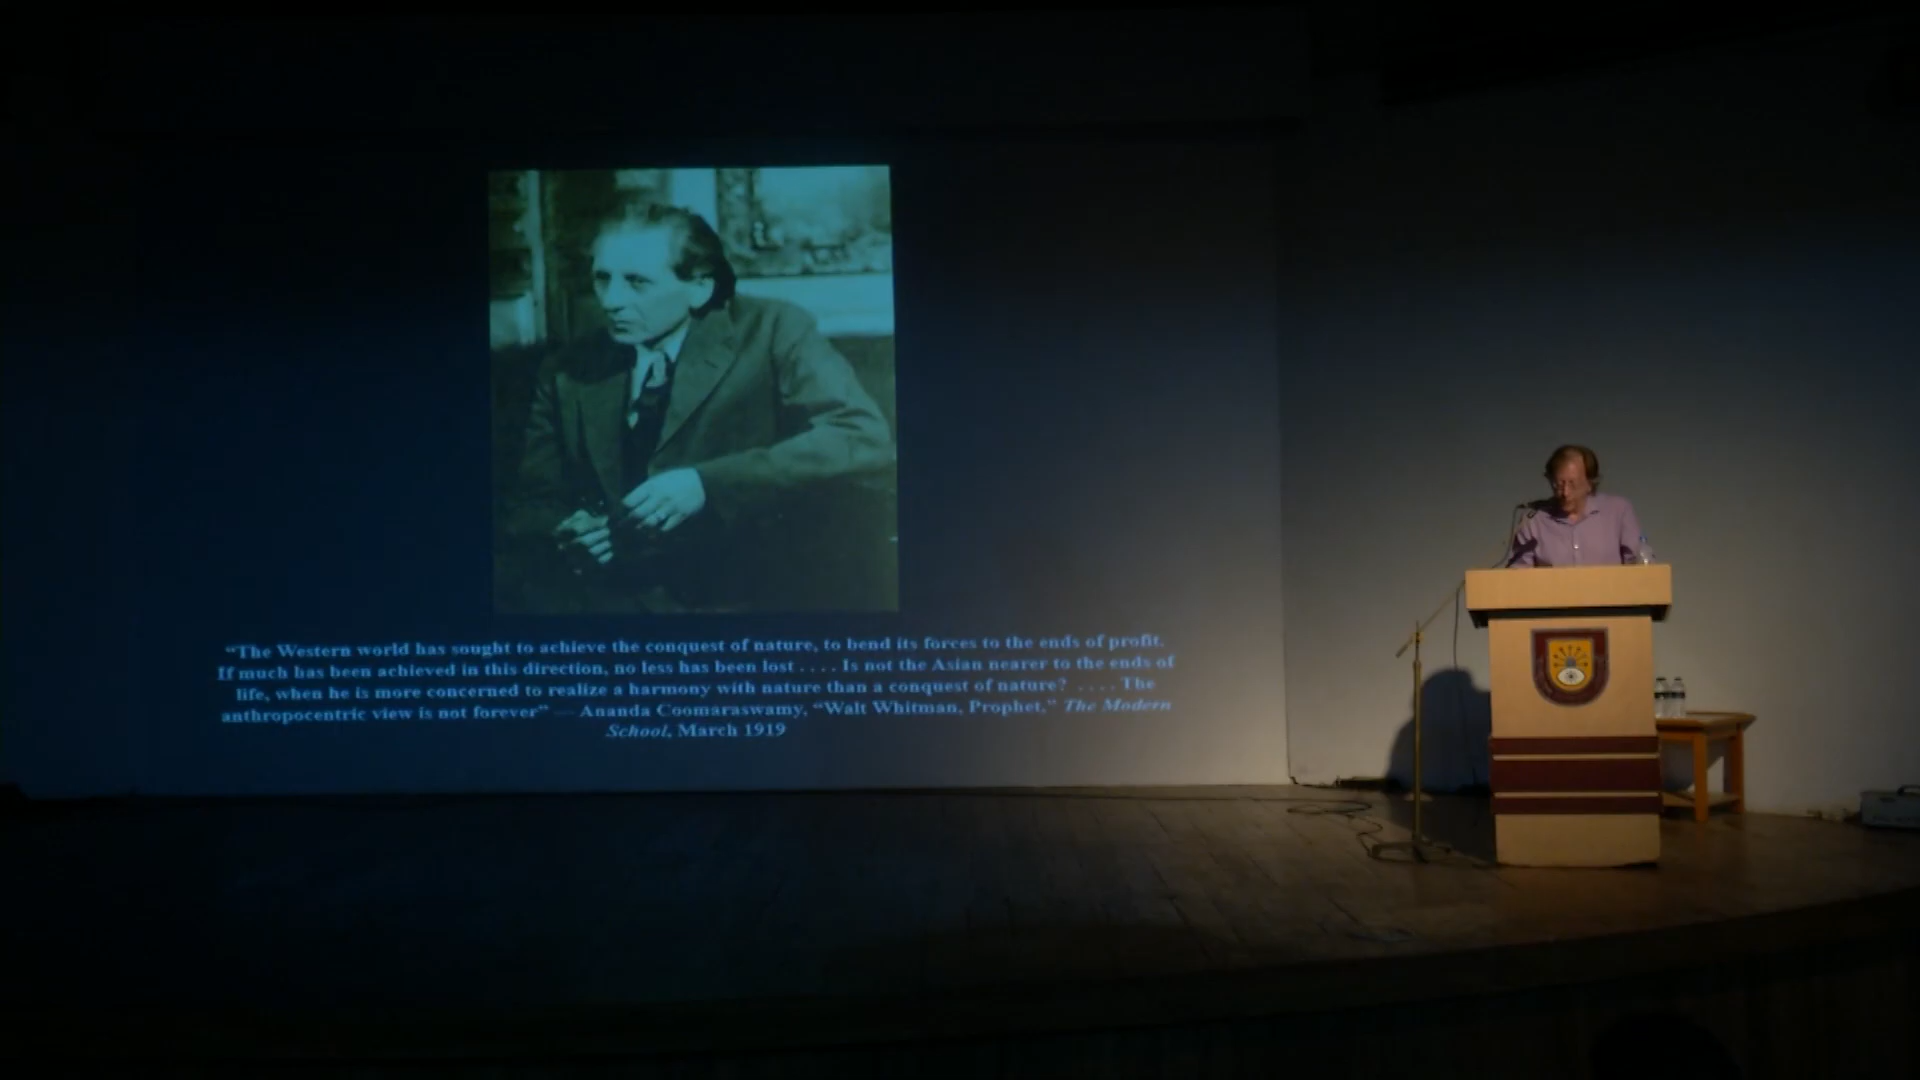 “The Western world has sought to achieve the conquest of nature, to bend its forces to the ends of profit.
If much has been achieved in this direction, no less has been lost . . . . Is not the Asian nearer to the ends of
life, when he is more concerned to realize a harmony with nature than a conquest of nature? . . . . The
anthropocentric view is not forever” — Ananda Coomaraswamy, “Walt Whitman, Prophet,” The Modern
School, March 1919